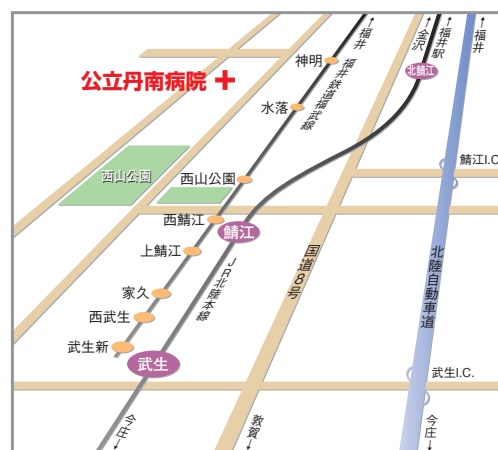 ←福井
←金沢
←福井駅
←福井
神明
北鯖江
公立丹南病院
福井鉄道福武線
水落
鯖江I.C.
西山公園
西山公園
西鯖江
鯖江
上鯖江
国道8号
北陸自動車道
JR北陸本線
家久
西武生
武生新
武生
武生I.C.
今庄→
敦賀→
今庄→